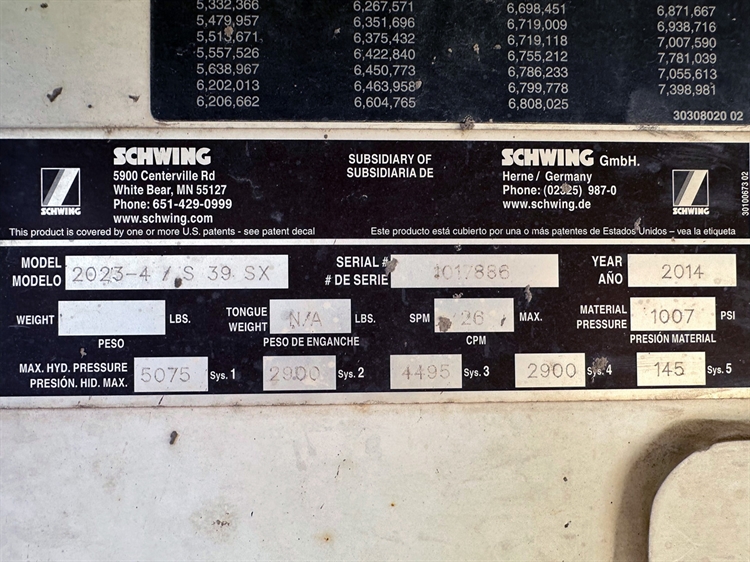 5,332,366 6,267,571 6,698,451 6,871,667
5,479,957 6,351,696 6,719,009 6,938,716
5,513,671 6,375,432 6,719,118 7,007,590
5,557,526 6,422,840 6,755,212 7,781,039
5,638,967 6,450,773 6,786,233 7,055,613
6,202,013 6,463,958 6,799,778 7,398,981
6,206,662 6,604,765 6,808,025
30308020 02
SCHWING
5900 Centerville Rd
White Bear, MN 55127
Phone: 651-429-0999
www.schwing.com
SCHWING
This product is covered by one or more U.S. patents - see patent decal
SUBSIDIARY OF
SUBSIDIARIA DE
SCHWING GmbH.
Herne / Germany
Phone: (02325) 987-0
www.schwing.de
SCHWING
Este producto está cubierto por una o más patentes de Estados Unidos – vea la etiqueta
30100673 02
MODEL
MODELO 2023-4 / S 39 SX
SERIAL #
# DE SERIE 1017886
YEAR
AÑO 2014
WEIGHT LBS.
PESO
TONGUE
WEIGHT N/A LBS.
PESO DE ENGANCHE
SPM 26 MAX.
CPM
MATERIAL
PRESSURE 1007 PSI
PRESIÓN MATERIAL
MAX. HYD. PRESSURE
PRESIÓN. HID. MAX. 5075 Sys. 1 2900 Sys. 2 4495 Sys. 3 2900 Sys. 4 145 Sys. 5